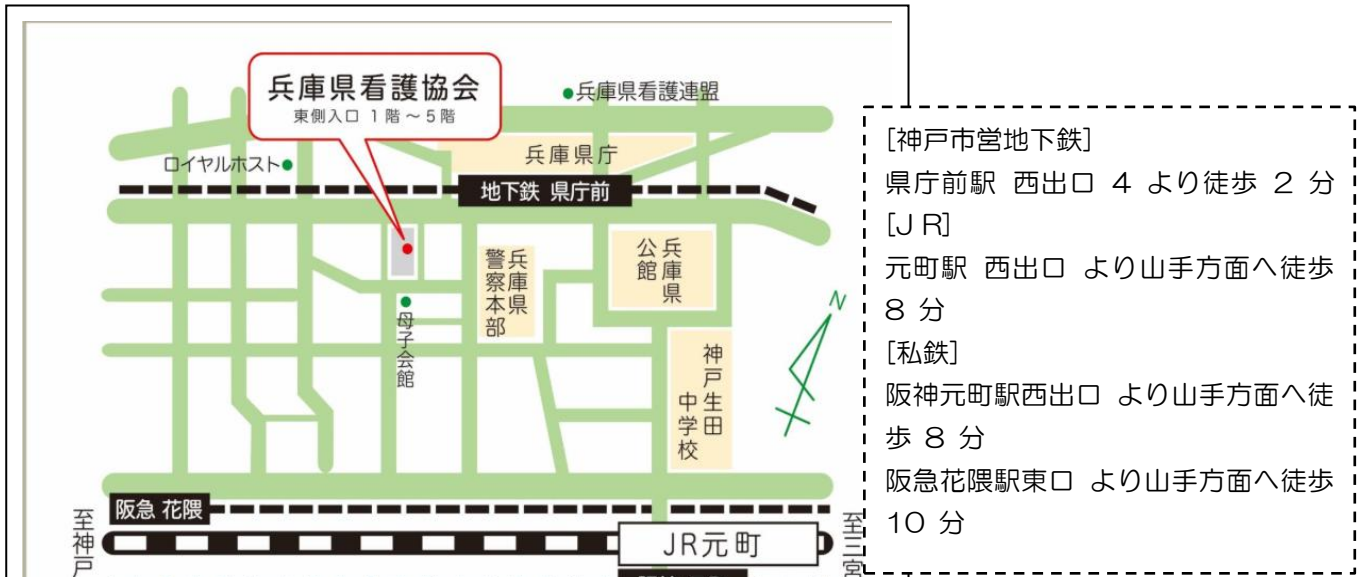 兵庫県看護協会
東側入口 1階～5階
●兵庫県看護連盟
兵庫県庁
ロイヤルホスト●
地下鉄 県庁前
兵庫県
警察本部
兵庫県
公館
母子会館
N
神戸生田
中学校
阪急 花隈
至神戸
JR元町
至三宮
[神戸市営地下鉄]
県庁前駅 西出口 4 より徒歩 2 分
[JR]
元町駅 西出口 より山手方面へ徒歩
8 分
[私鉄]
阪神元町駅西出口 より山手方面へ徒
歩 8 分
阪急花隈駅東口 より山手方面へ徒歩
10 分